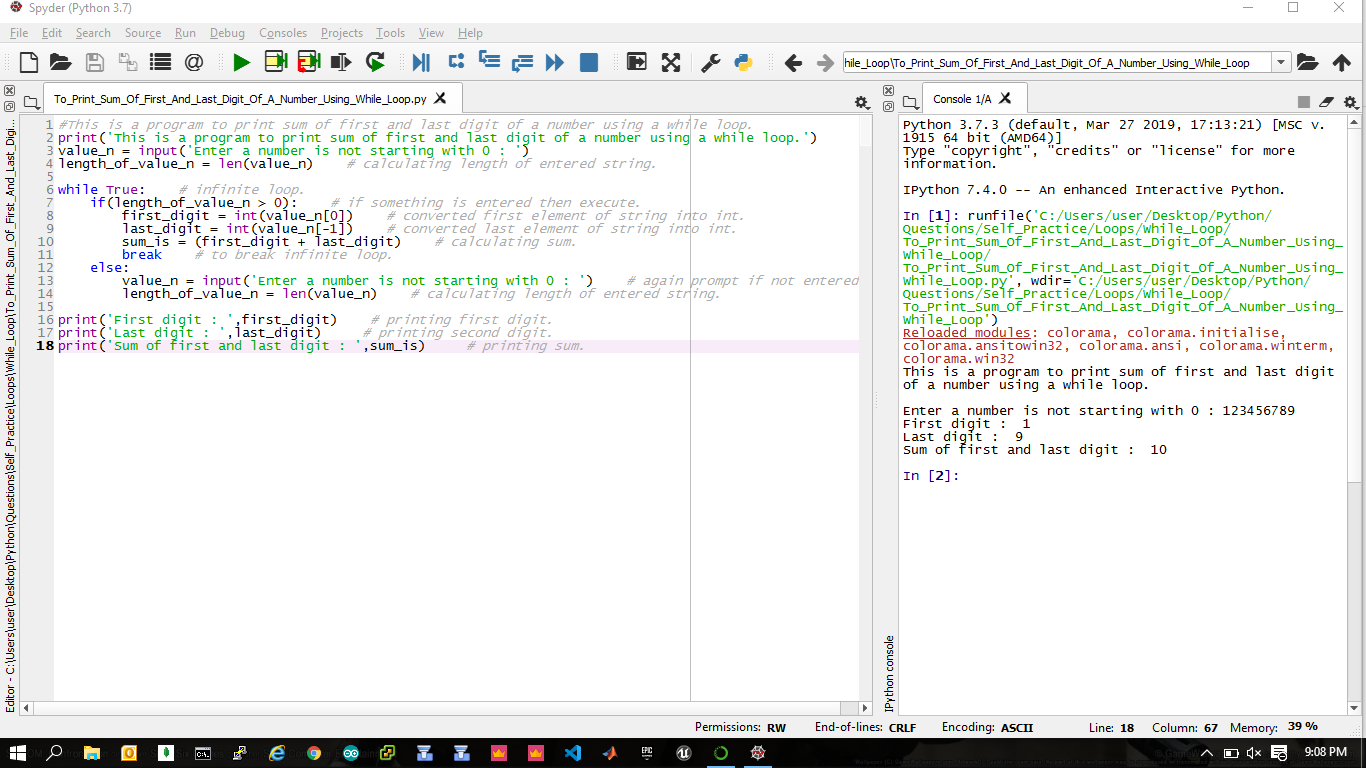 Spyder (Python 3.7)
File Edit Search Source Run Debug Consoles Projects Tools View Help
hile_Loop\To_Print_Sum_Of_First_And_Last_Digit_Of_A_Number_Using_While_Loop
To_Print_Sum_Of_First_And_Last_Digit_Of_A_Number_Using_While_Loop.py
1 #This is a program to print sum of first and last digit of a number using a while loop.
2 print('This is a program to print sum of first and last digit of a number using a while loop.')
3 value_n = input('Enter a number is not starting with 0 : ')
4 length_of_value_n = len(value_n)    # calculating length of entered string.
5
6 while True:    # infinite loop.
7     if(length_of_value_n > 0):    # if something is entered then execute.
8         first_digit = int(value_n[0])    # converted first element of string into int.
9         last_digit = int(value_n[-1])    # converted last element of string into int.
10         sum_is = (first_digit + last_digit)    # calculating sum.
11         break    # to break infinite loop.
12     else:
13         value_n = input('Enter a number is not starting with 0 : ')    # again prompt if not entered
14         length_of_value_n = len(value_n)    # calculating length of entered string.
15
16 print('First digit : ',first_digit)    # printing first digit.
17 print('Last digit : ',last_digit)     # printing second digit.
18 print('Sum of first and last digit : ',sum_is)     # printing sum.
Editor - C:\Users\user\Desktop\Python\Questions\Self_Practice\Loops\While_Loop\To_Print_Sum_Of_First_And_Last_Digi...
Console 1/A
Python 3.7.3 (default, Mar 27 2019, 17:13:21) [MSC v.
1915 64 bit (AMD64)]
Type "copyright", "credits" or "license" for more
information.
IPython 7.4.0 -- An enhanced Interactive Python.
In [1]: runfile('C:/Users/user/Desktop/Python/
Questions/Self_Practice/Loops/While_Loop/
To_Print_Sum_Of_First_And_Last_Digit_Of_A_Number_Using_
While_Loop/
To_Print_Sum_Of_First_And_Last_Digit_Of_A_Number_Using_
While_Loop.py', wdir='C:/Users/user/Desktop/Python/
Questions/Self_Practice/Loops/While_Loop/
To_Print_Sum_Of_First_And_Last_Digit_Of_A_Number_Using_
While_Loop')
Reloaded modules: colorama, colorama.initialise,
colorama.ansitowin32, colorama.ansi, colorama.winterm,
colorama.win32
This is a program to print sum of first and last digit
of a number using a while loop.
Enter a number is not starting with 0 : 123456789
First digit :  1
Last digit :  9
Sum of first and last digit :  10
In [2]:
IPython console
Permissions: RW End-of-lines: CRLF Encoding: ASCII Line: 18 Column: 67 Memory: 39 %
EPIC
9:08 PM